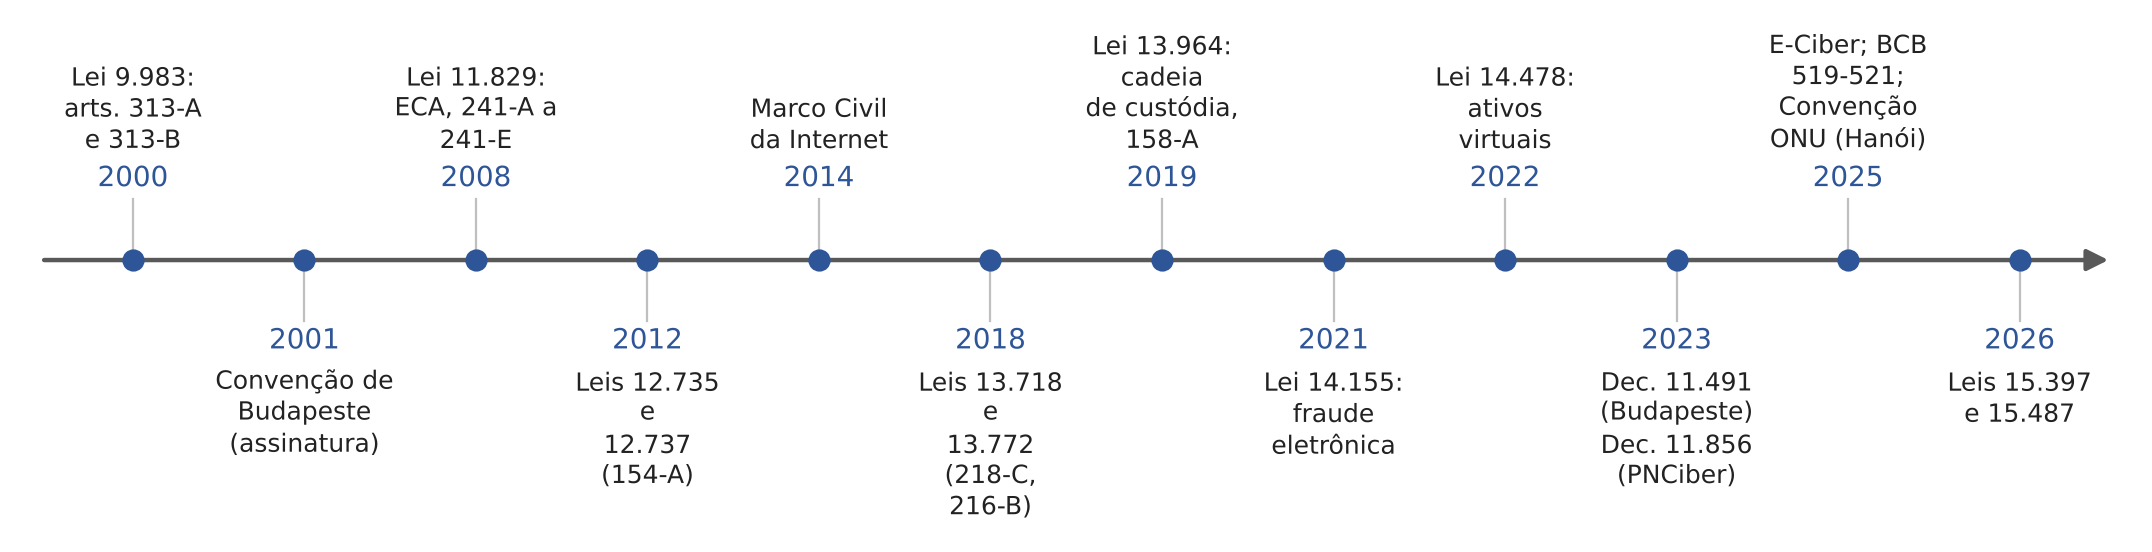 Lei 9.983:
arts. 313-A
e 313-B
2000
2001
Convenção de
Budapeste
(assinatura)
Lei 11.829:
ECA, 241-A a
241-E
2008
2012
Leis 12.735
e
12.737
(154-A)
Marco Civil
da Internet
2014
2018
Leis 13.718
e
13.772
(218-C,
216-B)
Lei 13.964:
cadeia
de custódia,
158-A
2019
2021
Lei 14.155:
fraude
eletrônica
Lei 14.478:
ativos
virtuais
2022
2023
Dec. 11.491
(Budapeste)
Dec. 11.856
(PNCiber)
E-Ciber; BCB
519-521;
Convenção
ONU (Hanói)
2025
2026
Leis 15.397
e 15.487